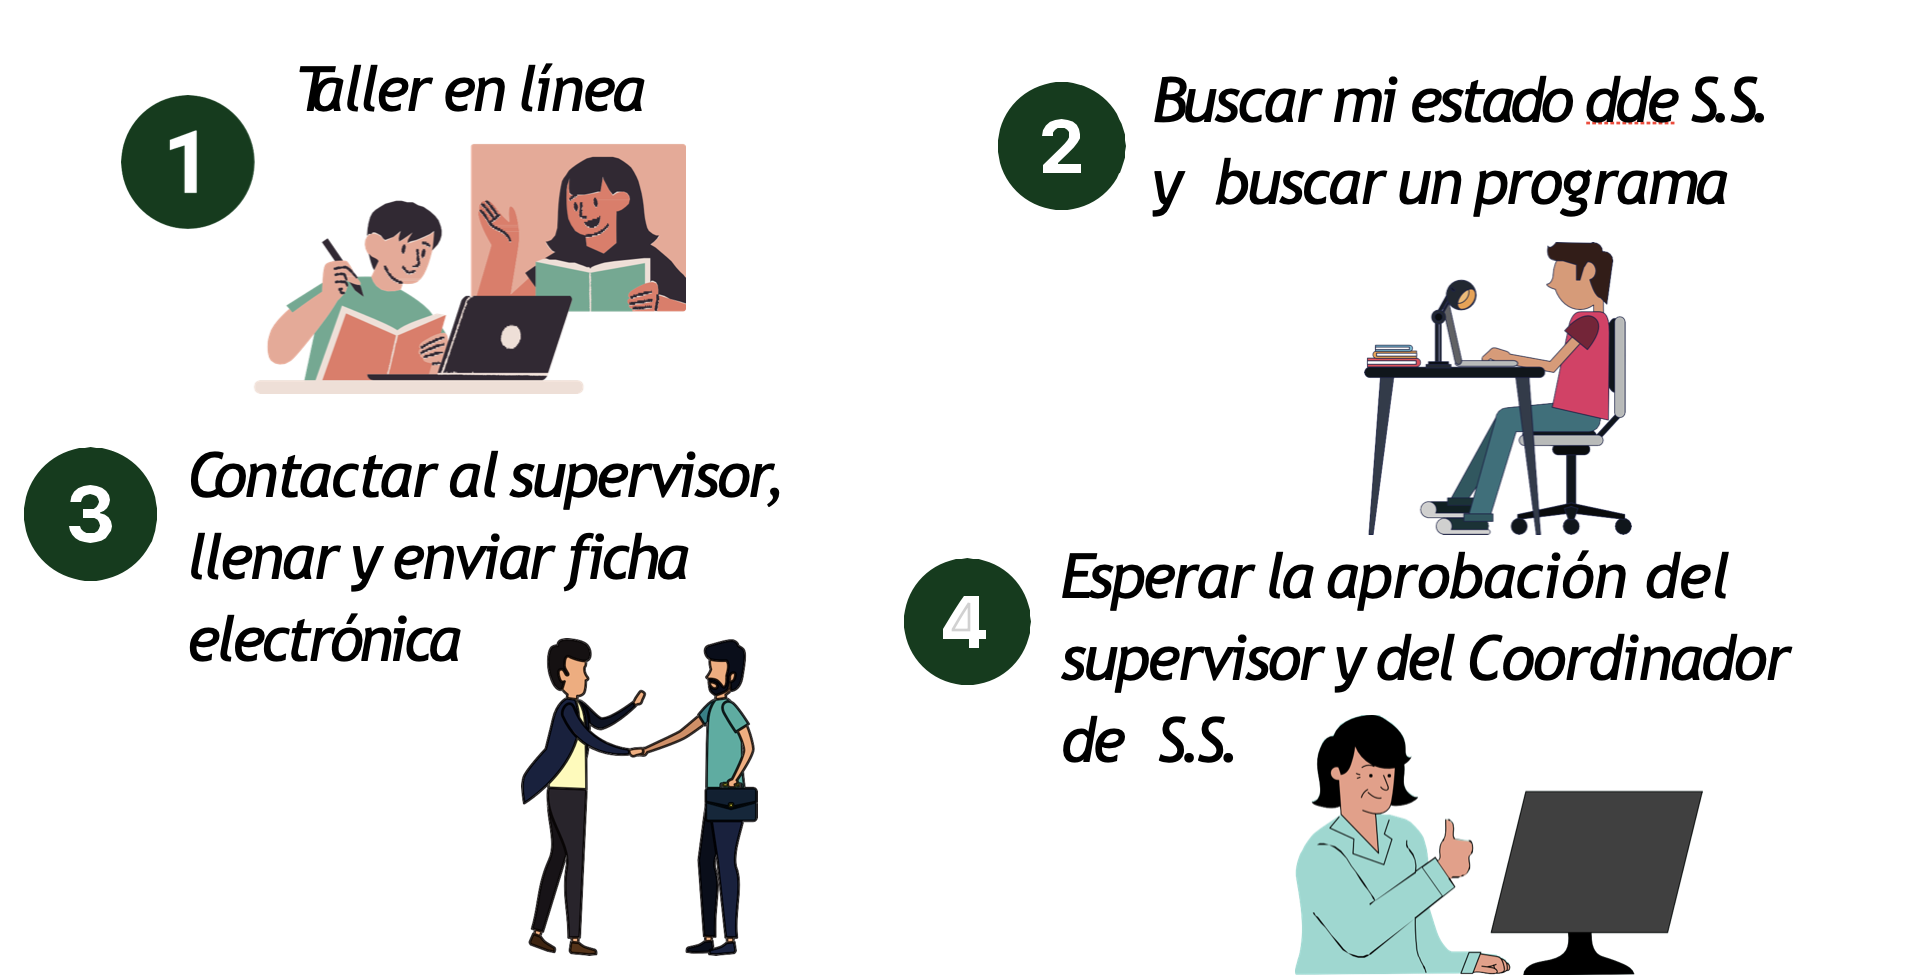 1
Taller en línea
2
Buscar mi estado dde S.S.
y buscar un programa
3
Contactar al supervisor,
llenar y enviar ficha
electrónica
4
Esperar la aprobación del
supervisor y del Coordinador
de S.S.